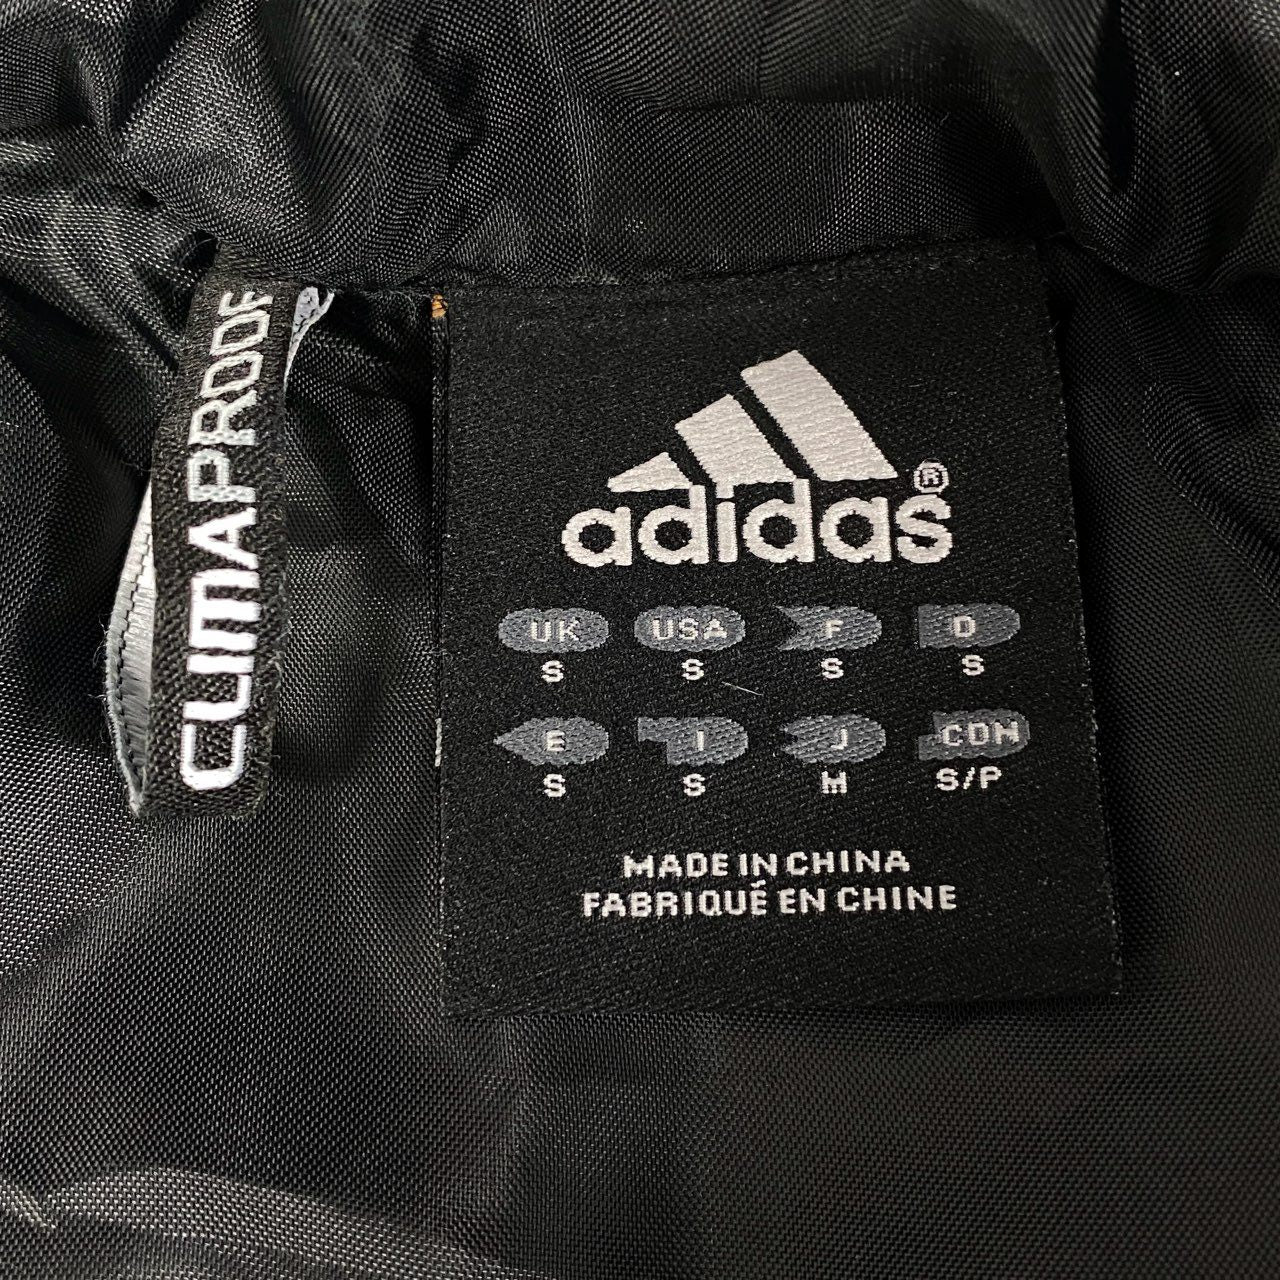 CLIMAPROOF
adidas®
UK USA F D
S S S S
E I J CDN
S S M S/P
MADE IN CHINA
FABRIQUÉ EN CHINE